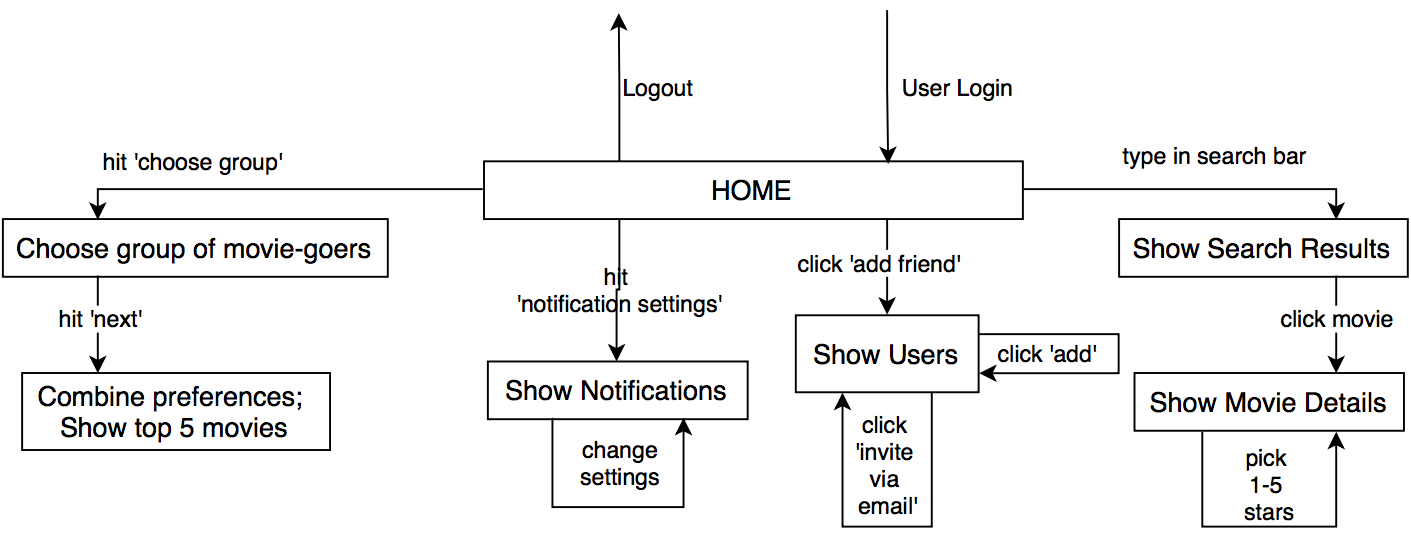 Logout
User Login
hit 'choose group'
type in search bar
HOME
Choose group of movie-goers
Show Search Results
click 'add friend'
hit
'notification settings'
hit 'next'
click movie
Show Users
click 'add'
Show Notifications
Combine preferences;
Show top 5 movies
Show Movie Details
change
settings
click
'invite
via
email'
pick
1-5
stars